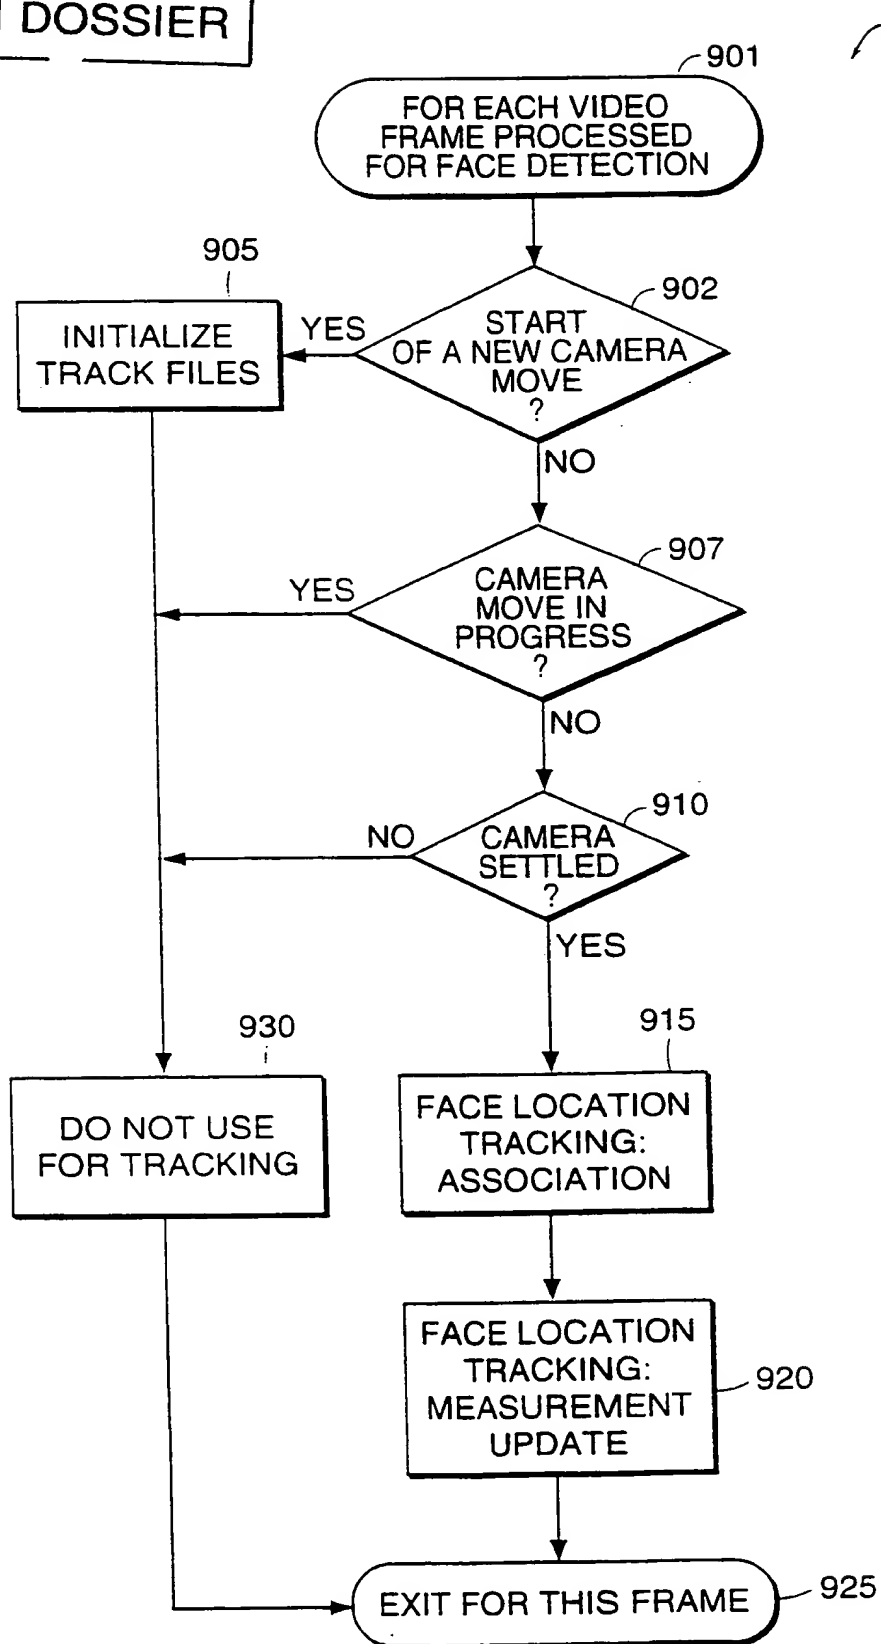 DOSSIER
901
FOR EACH VIDEO
FRAME PROCESSED
FOR FACE DETECTION
905
902
INITIALIZE
TRACK FILES
YES
START
OF A NEW CAMERA
MOVE
?
NO
907
YES
CAMERA
MOVE IN
PROGRESS
?
NO
910
NO
CAMERA
SETTLED
?
YES
930
915
DO NOT USE
FOR TRACKING
FACE LOCATION
TRACKING:
ASSOCIATION
FACE LOCATION
TRACKING:
MEASUREMENT
UPDATE
920
EXIT FOR THIS FRAME
925